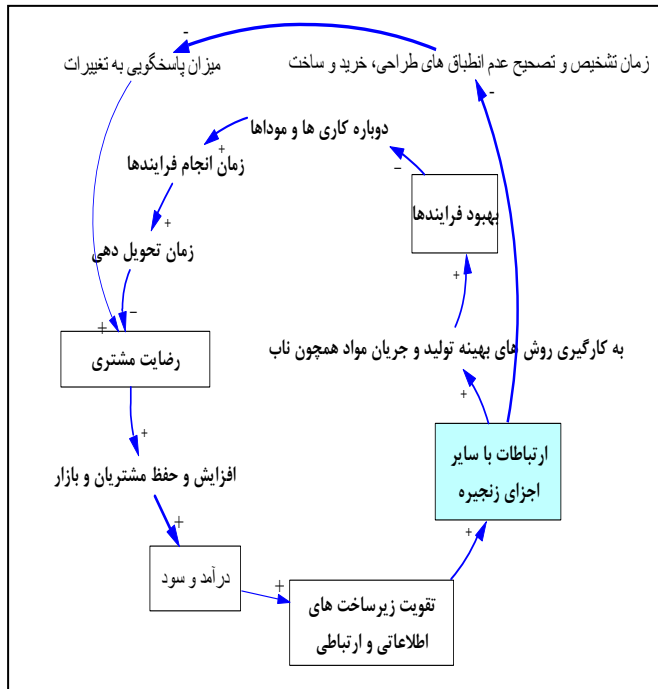 -
زمان تشخیص و تصحیح عدم انطباق های طراحی، خرید و ساخت
میزان پاسخگویی به تغییرات
-
دوباره کاری ها و موداها
+
–
زمان انجام فرایندها
بهبود فرایندها
+
زمان تحویل دهی
+
–
+
رضایت مشتری
به کارگیری روش های بهینه تولید و جریان مواد همچون ناب
+
+
ارتباطات با سایر
اجزای زنجیره
افزایش و حفظ مشتریان و بازار
+
+
درآمد و سود
+
تقویت زیرساخت های
اطلاعاتی و ارتباطی